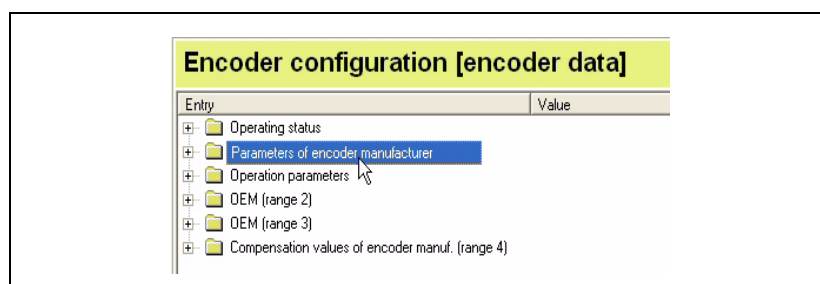 Encoder configuration [encoder data]
Entry Value
Operating status
Parameters of encoder manufacturer
Operation parameters
OEM (range 2)
OEM (range 3)
Compensation values of encoder manuf. (range 4)